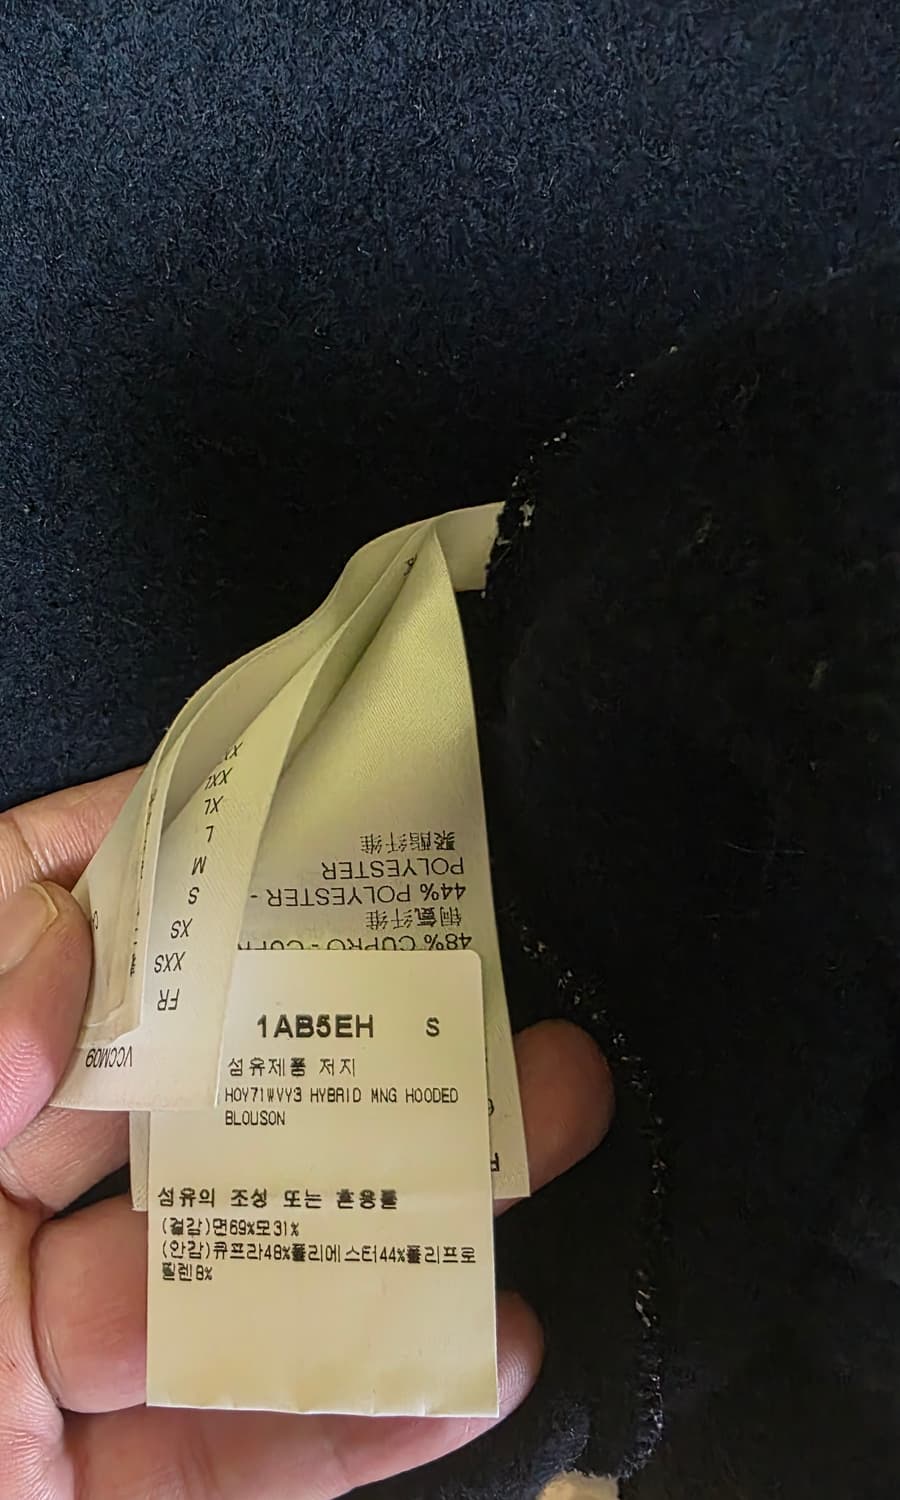 聚酯纤维
POLYESTER
44% POLYESTER -
铜氨纤维
48% CUPRO - CUPR
XXL
XL
L
M
S
XS
XXS
FR
VCCM09
1AB5EH S
섬유제품 저지
HOY71WVY3 HYBRID MNG HOODED
BLOUSON
섬유의 조성 또는 혼용률
(겉감)면69%모31%
(안감)큐프라48%폴리에스터44%폴리프로
필렌8%